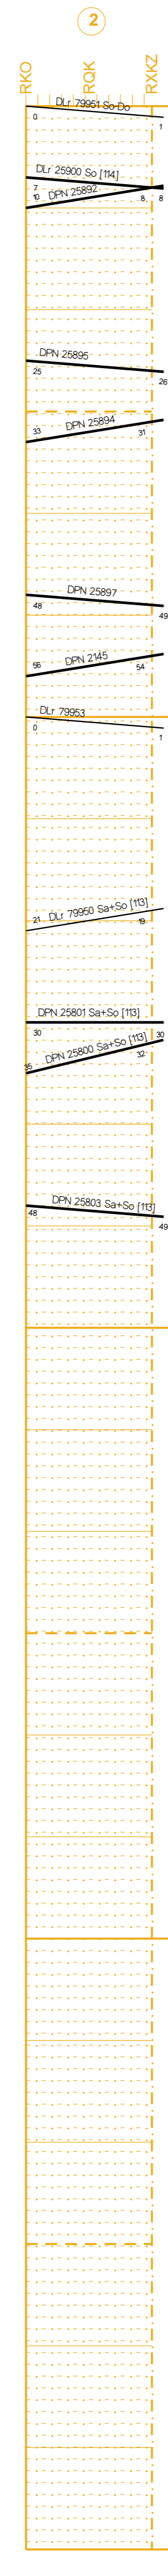 2
RKO RQK RXKZ
DLr 79951 So-Do
0 1
DLr 25900 So [114]
7 DPN 25892 8 8
10
DPN 25895
25 26
DPN 25894
33 31
DPN 25897
48 49
DPN 2145
56 54
DLr 79953
0 1
DLr 79950 Sa+So [113]
21 19
DPN 25801 Sa+So [113]
30 30
DPN 25800 Sa+So [113]
35 32
DPN 25803 Sa+So [113]
48 49